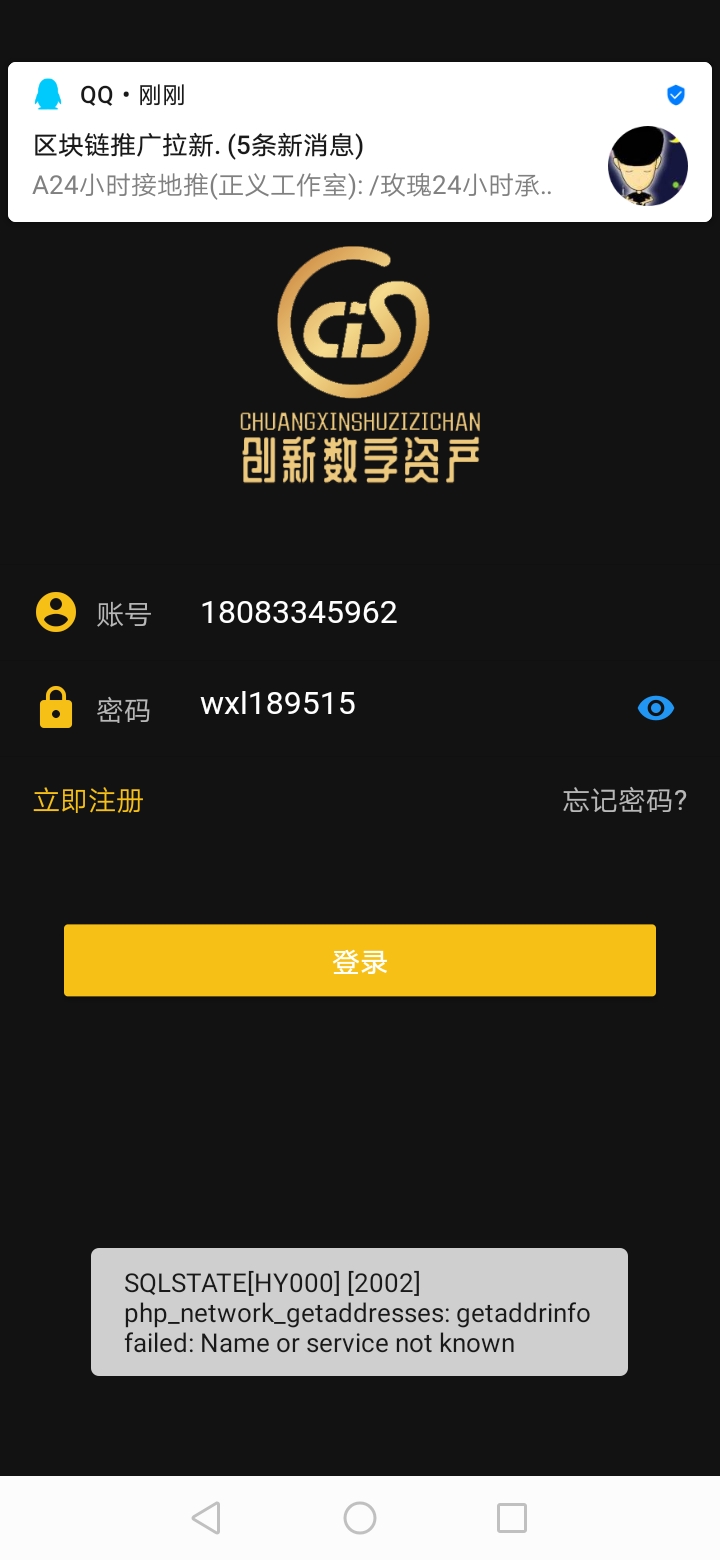 QQ • 刚刚
区块链推广拉新. (5条新消息)
A24小时接地推(正义工作室): /玫瑰24小时承..
CiS
CHUANGXINSHUZIZICHAN
创新数字资产
账号 18083345962
密码 wxl189515
立即注册 忘记密码?
登录
SQLSTATE[HY000] [2002]
php_network_getaddresses: getaddrinfo
failed: Name or service not known